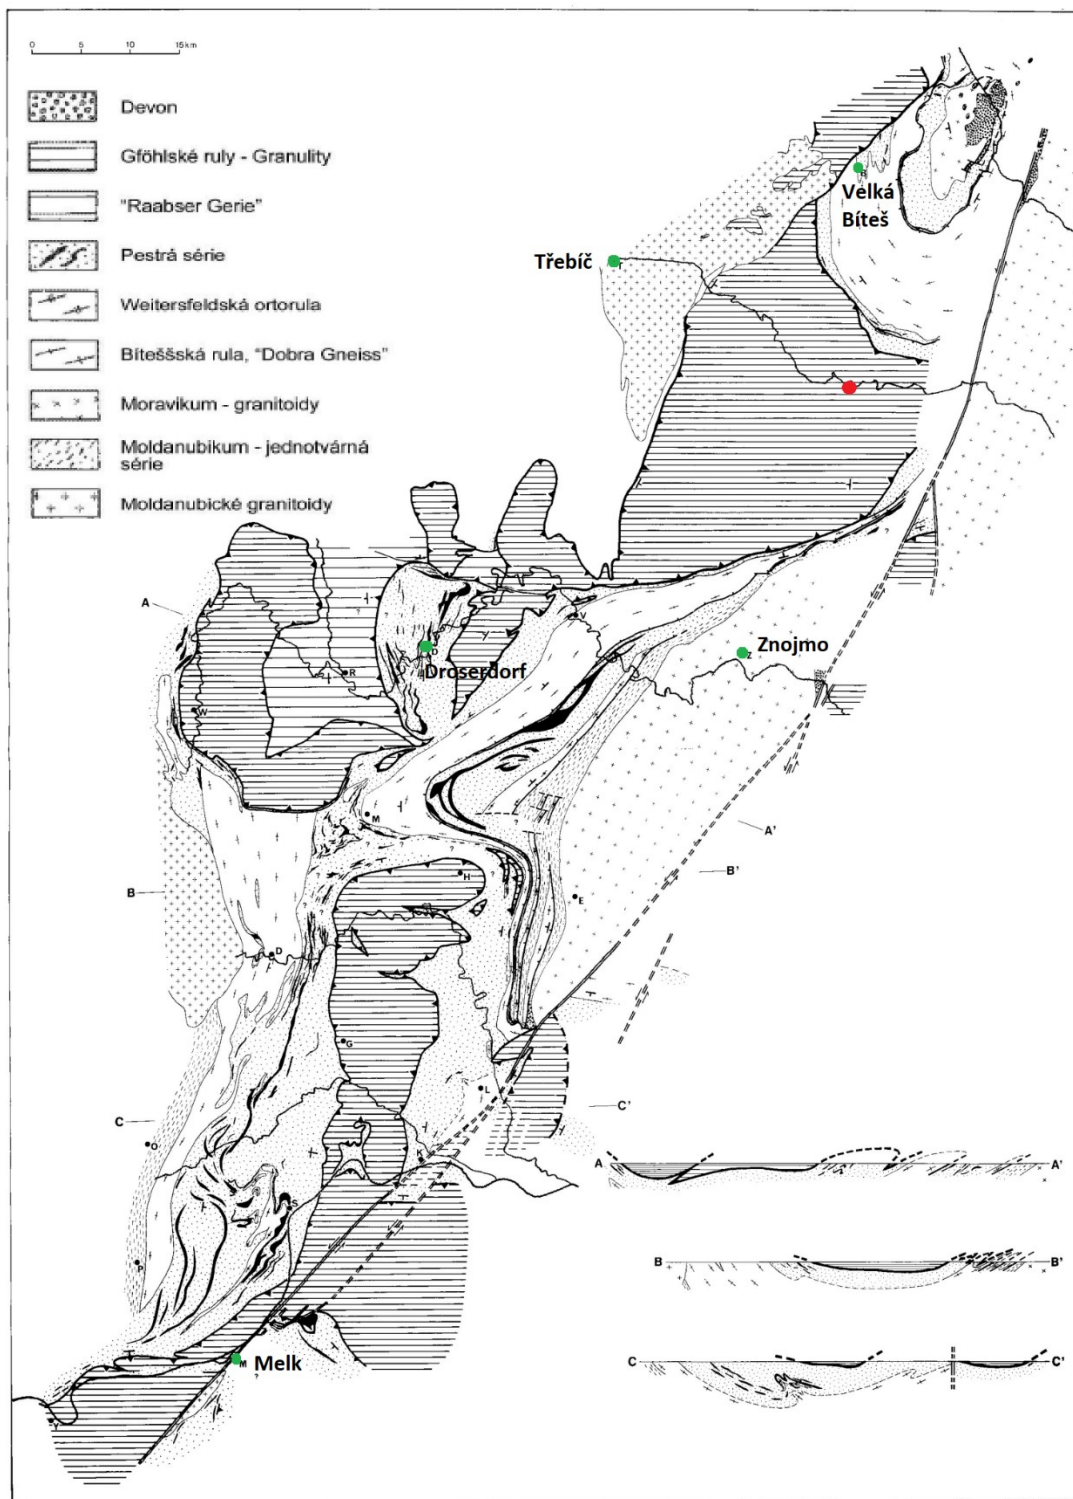 0 5 10 15 km
Devon
Gföhlské ruly - Granulity
"Raabser Gerie"
Pestrá série
Weitersfeldská ortorula
Bíteššská rula, "Dobra Gneiss"
Moravikum - granitoidy
Moldanubikum - jednotvárná
série
Moldanubické granitoidy
B
Velká
Bíteš
Třebíč
T
A
V
D
Droserdorf
Znojmo
Z
R
W
M
A'
B'
H
B
E
D
G
L
C
C'
O
K
A A'
S
P
B B'
Melk
M
?
C C'
Y